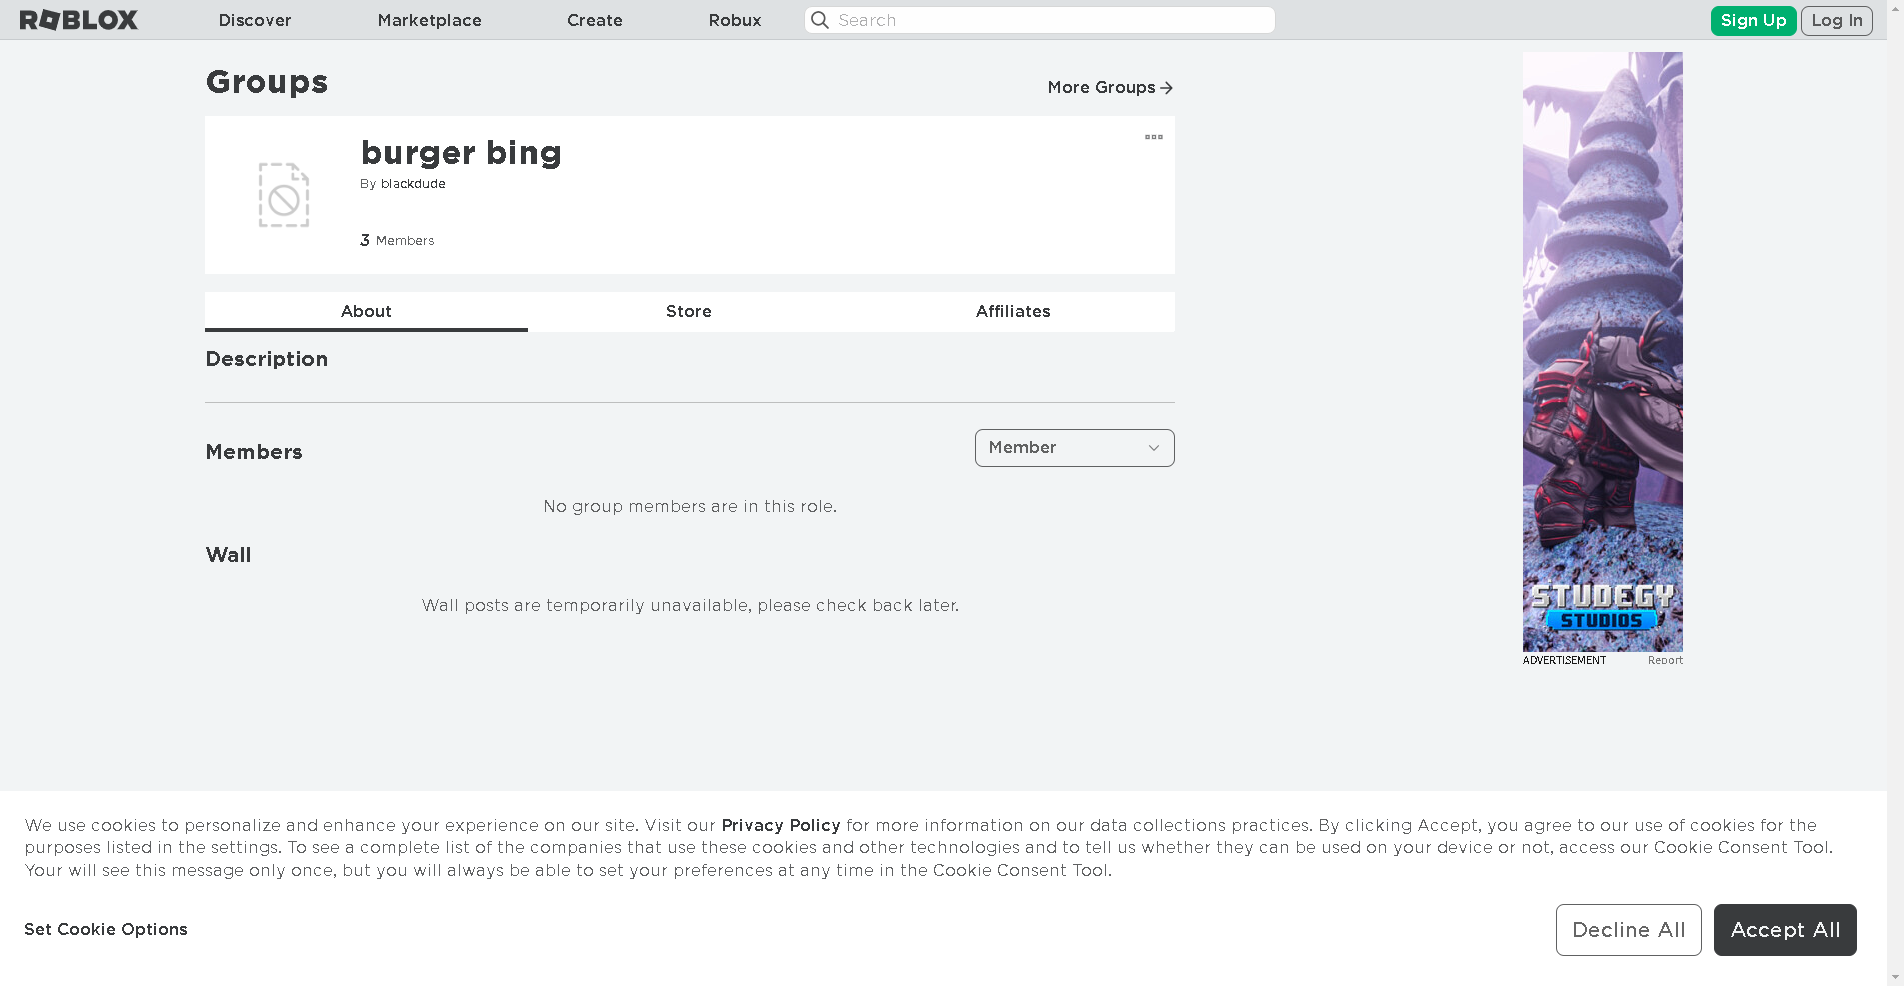 ROBLOX Discover Marketplace Create Robux Search Sign Up Log In
Groups
More Groups
burger bing
By blackdude
3 Members
About Store Affiliates
Description
Members
Member
No group members are in this role.
Wall
Wall posts are temporarily unavailable, please check back later.
STUDEGY
STUDIOS
ADVERTISEMENT Report
We use cookies to personalize and enhance your experience on our site. Visit our Privacy Policy for more information on our data collections practices. By clicking Accept, you agree to our use of cookies for the
purposes listed in the settings. To see a complete list of the companies that use these cookies and other technologies and to tell us whether they can be used on your device or not, access our Cookie Consent Tool.
Your will see this message only once, but you will always be able to set your preferences at any time in the Cookie Consent Tool.
Set Cookie Options
Decline All
Accept All